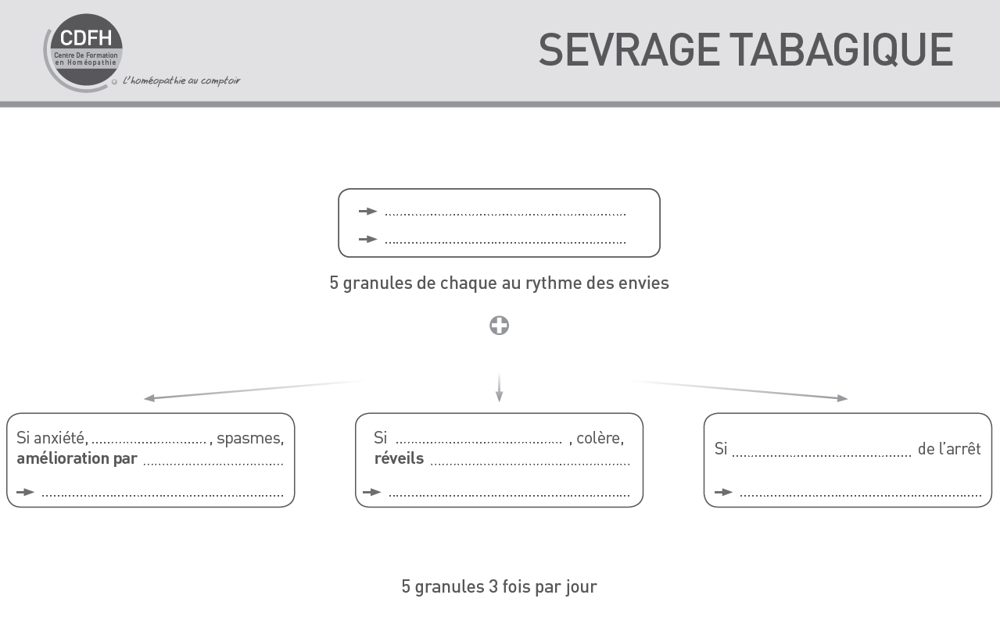 CDFH
Centre De Formation
en Homéopathie
L'homéopathie au comptoir
SEVRAGE TABAGIQUE
➔ ........................................
➔ ........................................
5 granules de chaque au rythme des envies
Si anxiété, ........................, spasmes,
amélioration par ........................
➔ ........................................
Si ........................, colère,
réveils ........................
➔ ........................................
Si ........................ de l'arrêt
➔ ........................................
5 granules 3 fois par jour